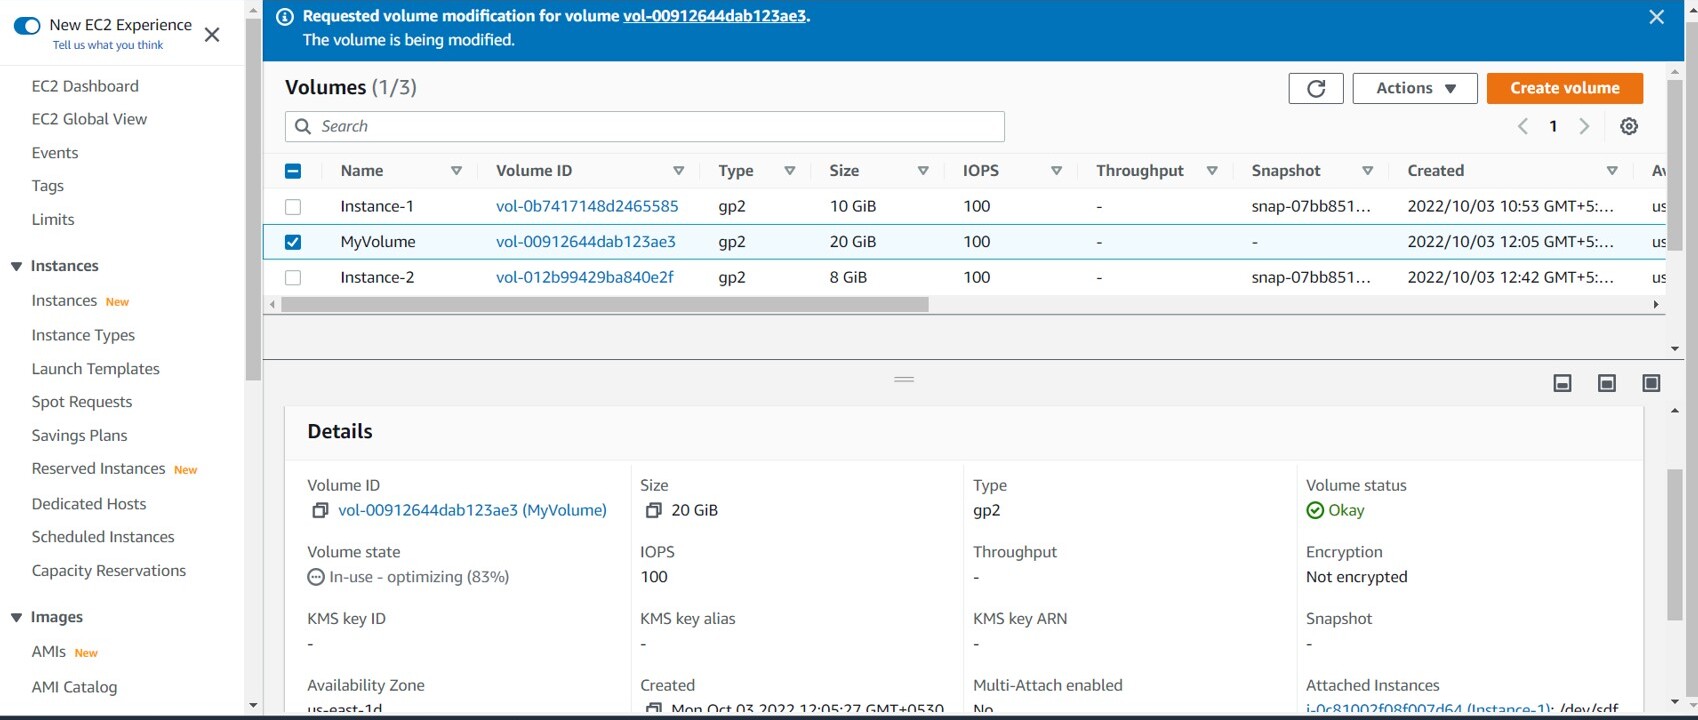 New EC2 Experience
Tell us what you think
EC2 Dashboard
EC2 Global View
Events
Tags
Limits
Instances
Instances New
Instance Types
Launch Templates
Spot Requests
Savings Plans
Reserved Instances New
Dedicated Hosts
Scheduled Instances
Capacity Reservations
Images
AMIs New
AMI Catalog
Requested volume modification for volume vol-00912644dab123ae3.
The volume is being modified.
Volumes (1/3)
Actions
Create volume
Search
1
Name Volume ID Type Size IOPS Throughput Snapshot Created Av
Instance-1 vol-0b7417148d2465585 gp2 10 GiB 100 - snap-07bb851... 2022/10/03 10:53 GMT+5:... us
MyVolume vol-00912644dab123ae3 gp2 20 GiB 100 - - 2022/10/03 12:05 GMT+5:... us
Instance-2 vol-012b99429ba840e2f gp2 8 GiB 100 - snap-07bb851... 2022/10/03 12:42 GMT+5:... us
Details
Volume ID Size Type Volume status
vol-00912644dab123ae3 (MyVolume) 20 GiB gp2 Okay
Volume state IOPS Throughput Encryption
In-use - optimizing (83%) 100 - Not encrypted
KMS key ID KMS key alias KMS key ARN Snapshot
- - - -
Availability Zone Created Multi-Attach enabled Attached Instances
us-east-1d Mon Oct 03 2022 12:05:27 GMT+0530 No i-0c81002f08f007d64 (Instance-1): /dev/sdf